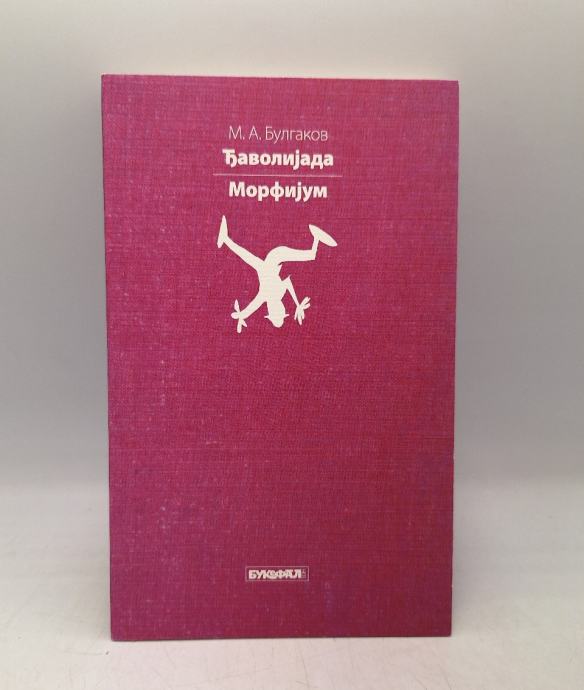 М. А. Булгаков
Ђаволијада
Морфијум
БУКЕФАЛ